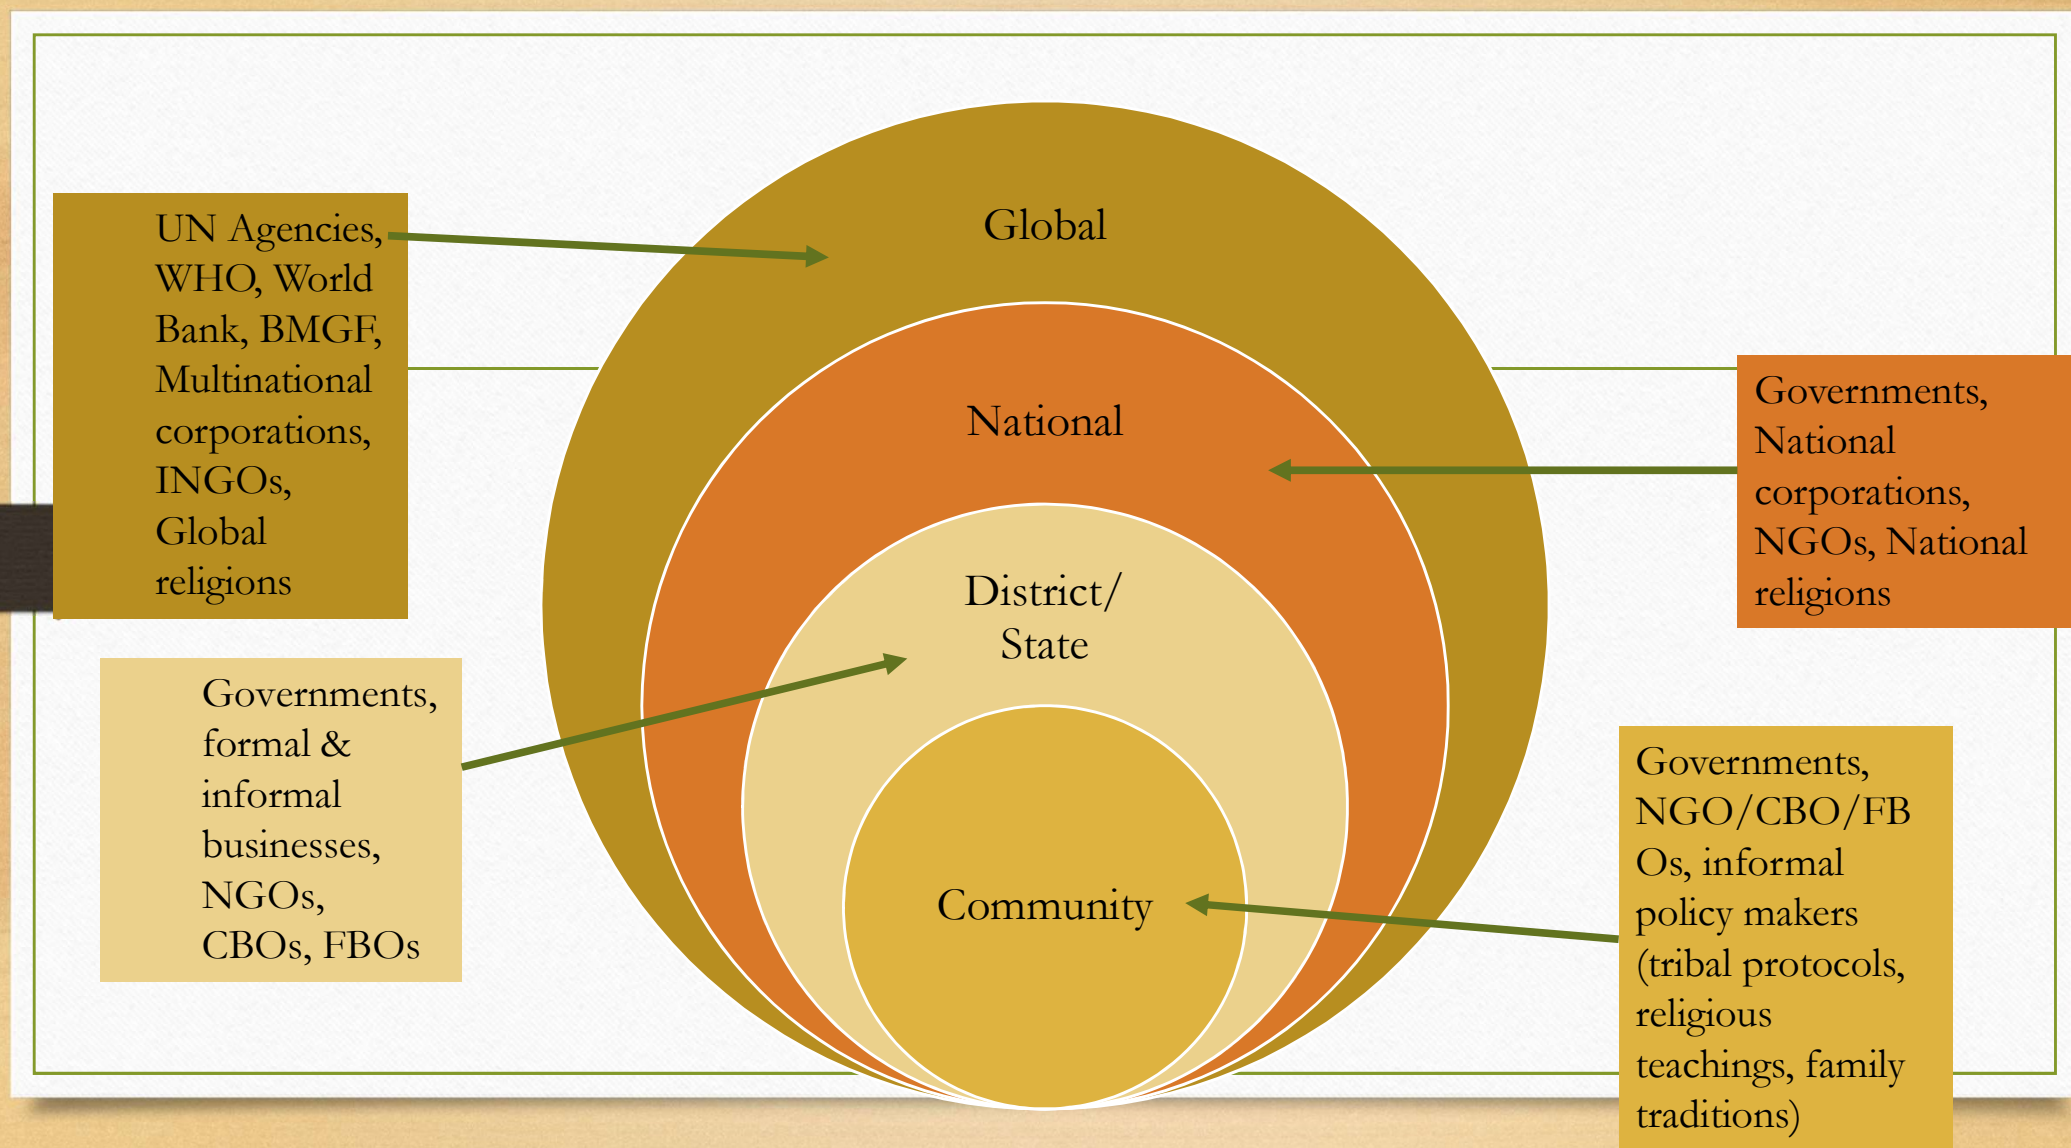 Global
National
District/
State
Community
UN Agencies,
WHO, World
Bank, BMGF,
Multinational
corporations,
INGOs,
Global
religions
Governments,
National
corporations,
NGOs, National
religions
Governments,
formal &
informal
businesses,
NGOs,
CBOs, FBOs
Governments,
NGO/CBO/FB
Os, informal
policy makers
(tribal protocols,
religious
teachings, family
traditions)